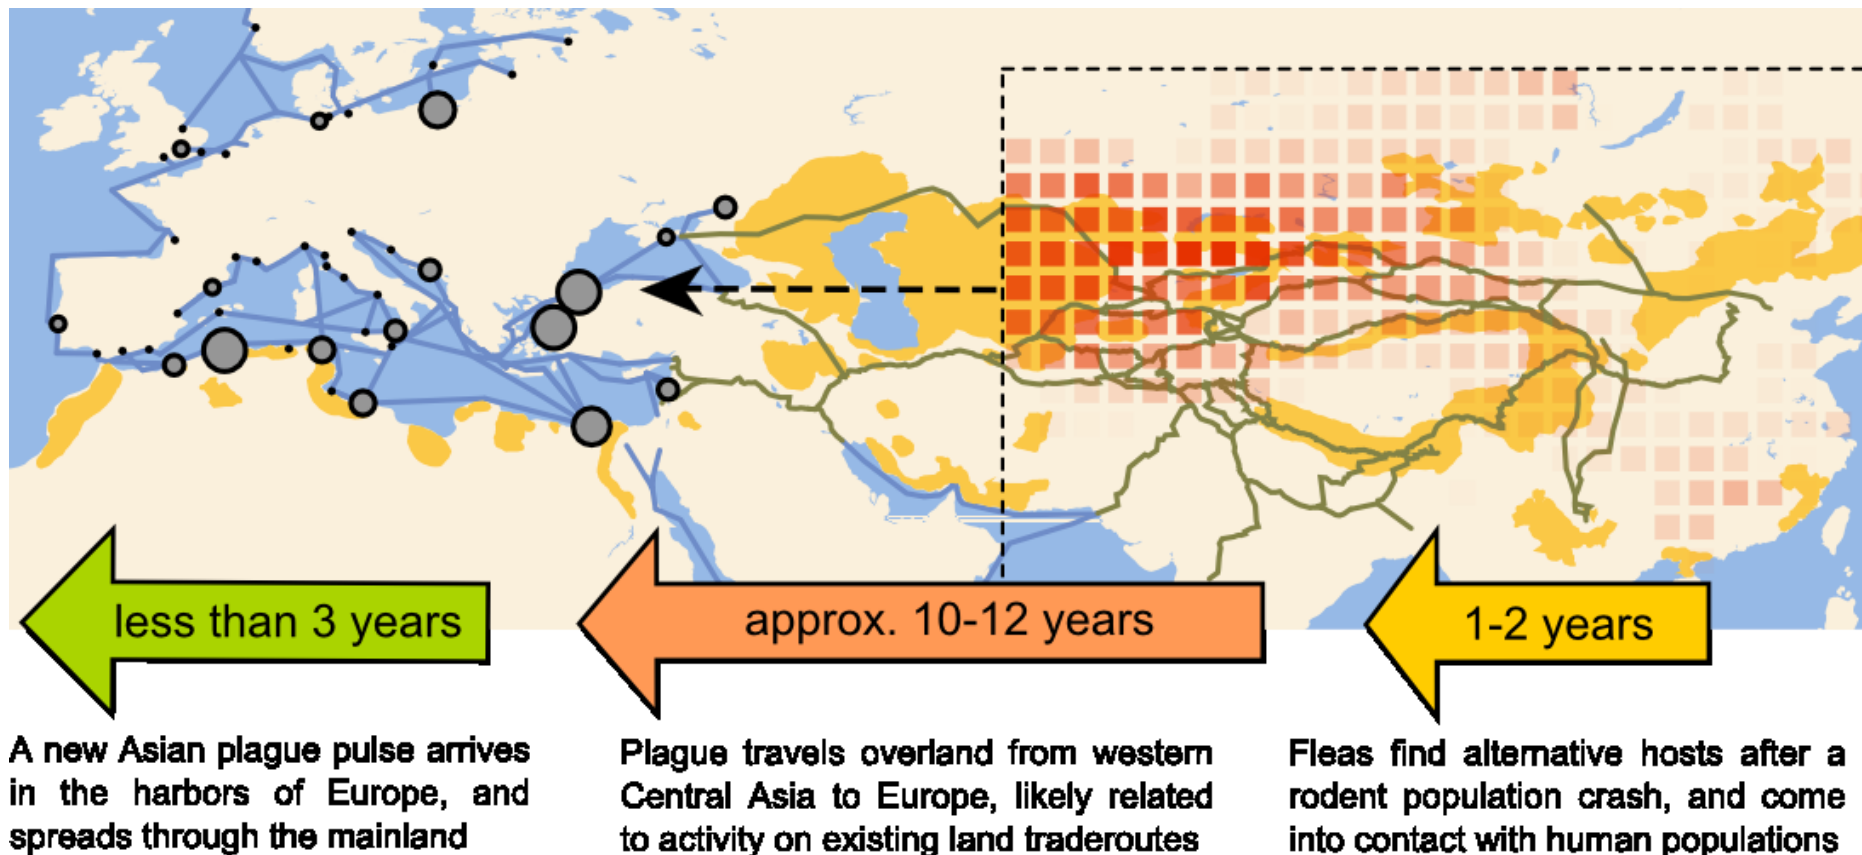 less than 3 years
approx. 10-12 years
1-2 years
A new Asian plague pulse arrives
in the harbors of Europe, and
spreads through the mainland
Plague travels overland from western
Central Asia to Europe, likely related
to activity on existing land traderoutes
Fleas find alternative hosts after a
rodent population crash, and come
into contact with human populations